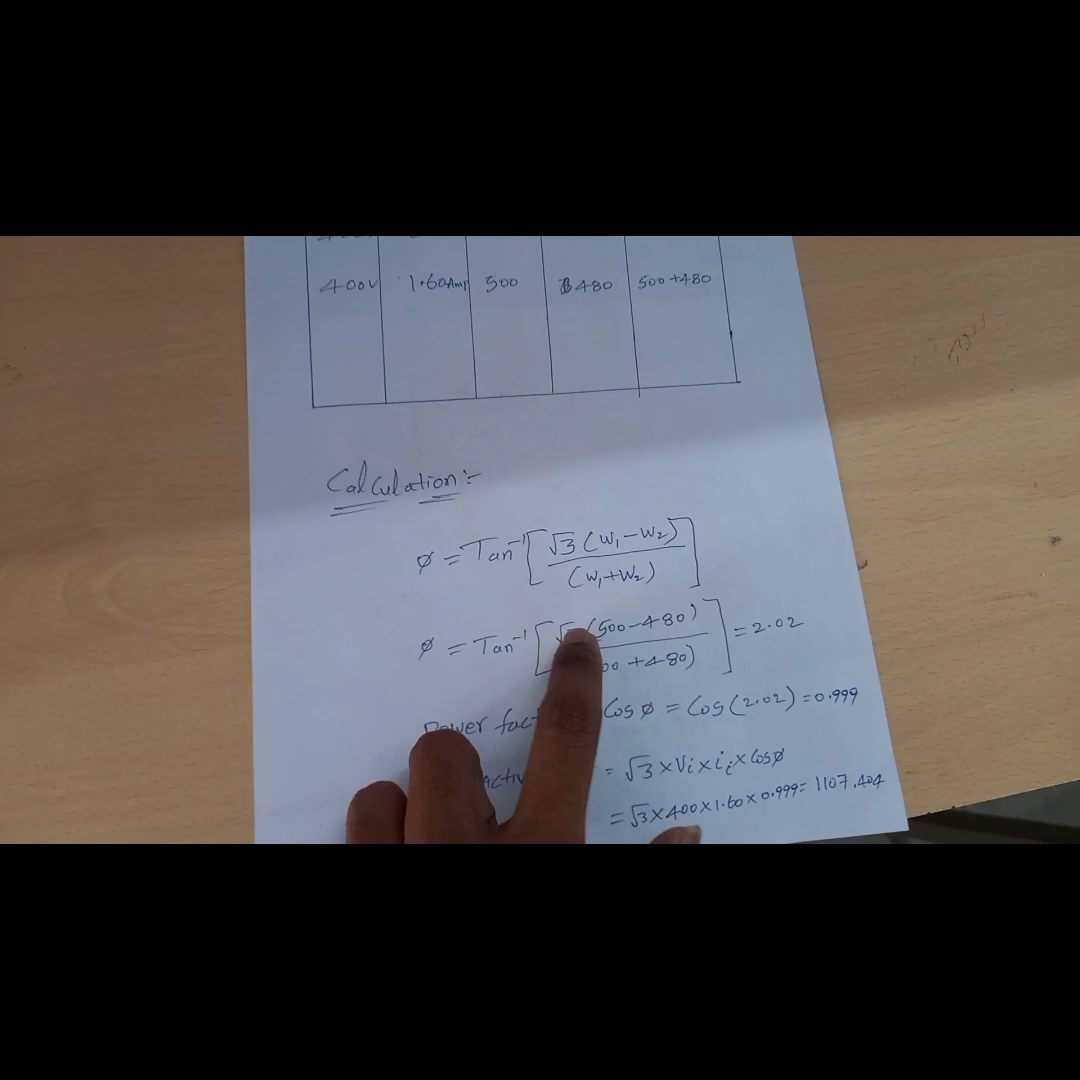 400V 1.60Amp 500 480 500+480
Calculation:-
ø = Tan⁻¹ [ √3 (W₁-W₂) / (W₁+W₂) ]
ø = Tan⁻¹ [ (500-480) / +480) ] = 2.02
Power Cos ø = Cos (2.02) = 0.999
= √3 × Vi × ii × Cosø
= √3 × 400 × 1.60 × 0.999 = 1107.404